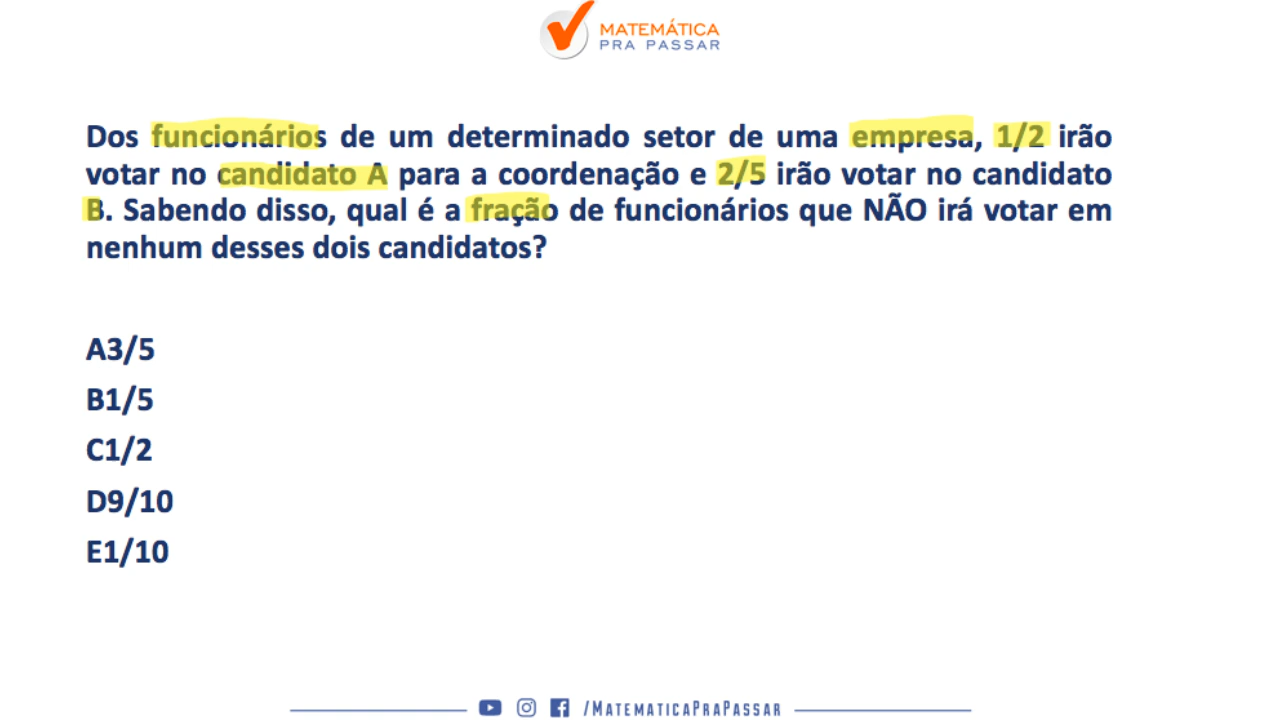 MATEMÁTICA
PRA PASSAR
Dos funcionários de um determinado setor de uma empresa, 1/2 irão
votar no candidato A para a coordenação e 2/5 irão votar no candidato
B. Sabendo disso, qual é a fração de funcionários que NÃO irá votar em
nenhum desses dois candidatos?
A3/5
B1/5
C1/2
D9/10
E1/10
/MATEMATICAPRAPASSAR